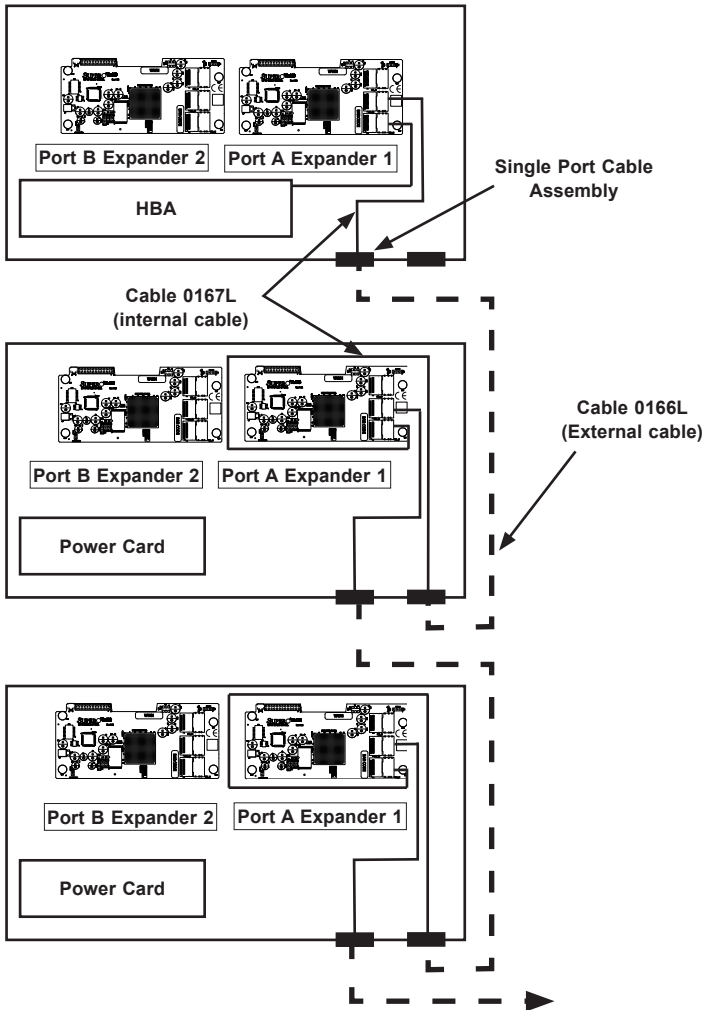 Port B Expander 2
Port A Expander 1
HBA
Single Port Cable
Assembly
Cable 0167L
(internal cable)
Port B Expander 2
Port A Expander 1
Power Card
Cable 0166L
(External cable)
Port B Expander 2
Port A Expander 1
Power Card